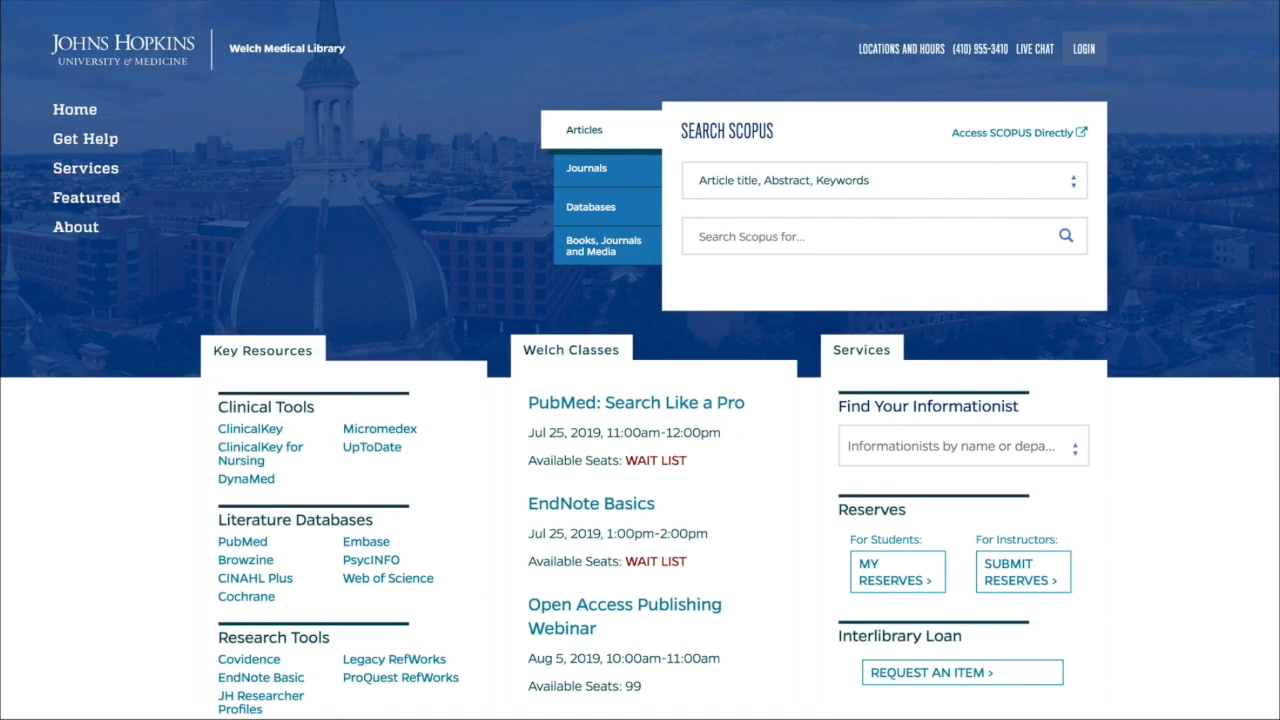 JOHNS HOPKINS
UNIVERSITY & MEDICINE
Welch Medical Library
LOCATIONS AND HOURS (410) 955-3410 LIVE CHAT LOGIN
Home
Get Help
Services
Featured
About
Articles
Journals
Databases
Books, Journals
and Media
SEARCH SCOPUS
Access SCOPUS Directly
Article title, Abstract, Keywords
Search Scopus for...
Key Resources
Clinical Tools
ClinicalKey
Micromedex
ClinicalKey for
Nursing
UpToDate
DynaMed
Literature Databases
PubMed
Embase
Browzine
PsycINFO
CINAHL Plus
Web of Science
Cochrane
Research Tools
Covidence
Legacy RefWorks
EndNote Basic
ProQuest RefWorks
JH Researcher
Profiles
Welch Classes
PubMed: Search Like a Pro
Jul 25, 2019, 11:00am-12:00pm
Available Seats: WAIT LIST
EndNote Basics
Jul 25, 2019, 1:00pm-2:00pm
Available Seats: WAIT LIST
Open Access Publishing
Webinar
Aug 5, 2019, 10:00am-11:00am
Available Seats: 99
Services
Find Your Informationist
Informationists by name or depa...
Reserves
For Students:
MY
RESERVES >
For Instructors:
SUBMIT
RESERVES >
Interlibrary Loan
REQUEST AN ITEM >